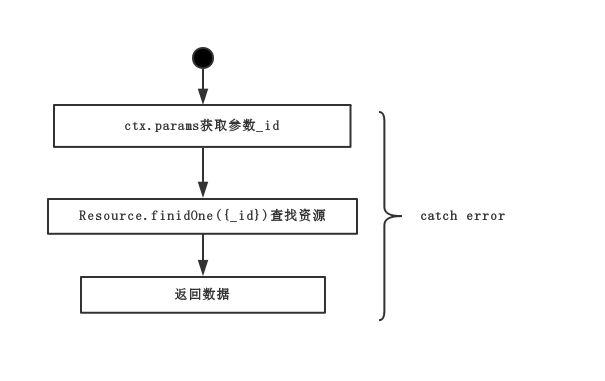 ctx.params获取参数_id
Resource.finidOne({_id})查找资源
catch error
返回数据